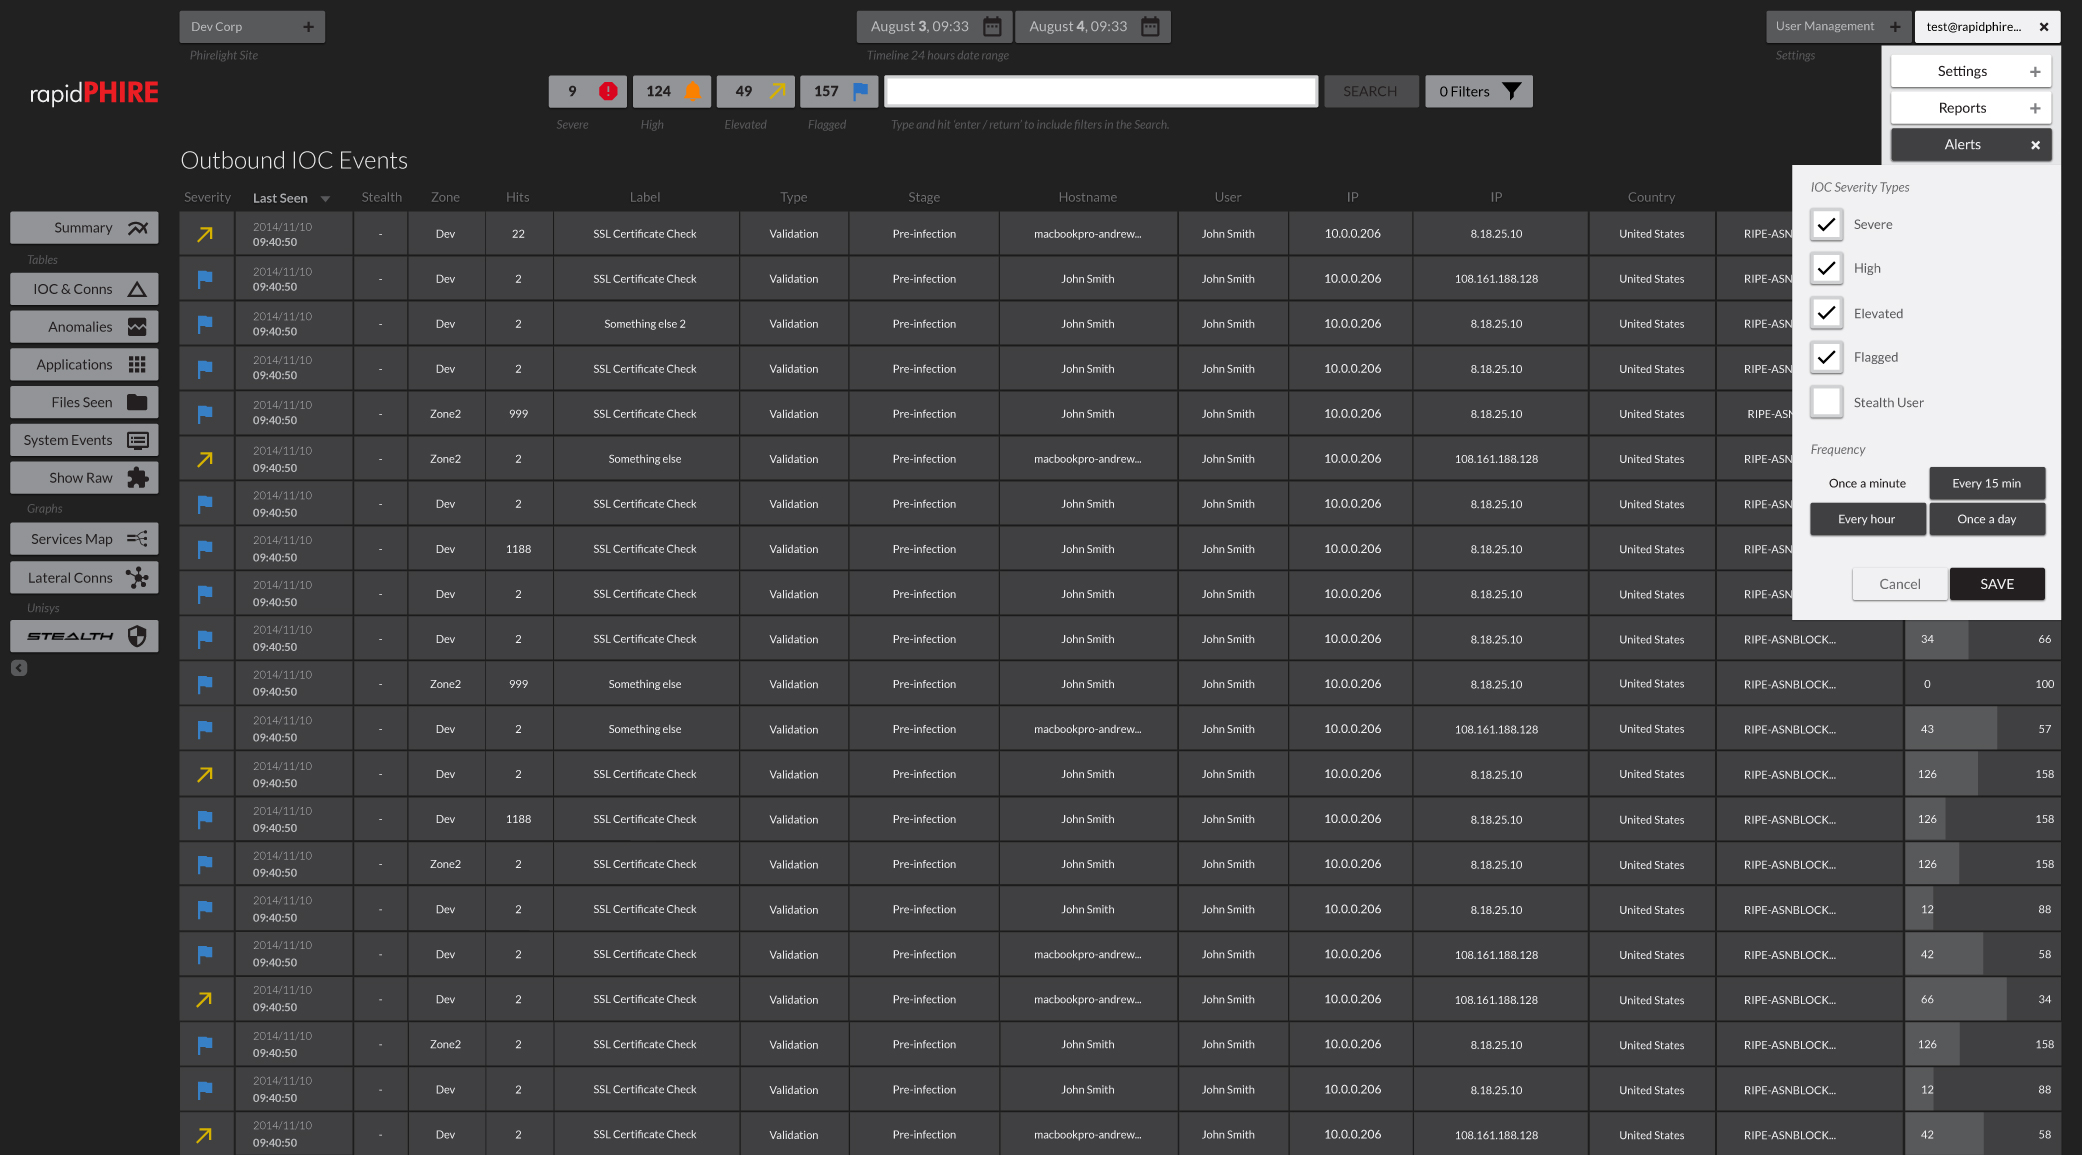 Dev Corp
August 3, 09:33
August 4, 09:33
User Management
test@rapidphire...
Phirelight Site
Timeline 24 hours date range
Settings
Settings
Reports
Alerts
rapidPHIRE
9
124
49
157
SEARCH
0 Filters
Severe
High
Elevated
Flagged
Type and hit 'enter / return' to include filters in the Search.
Outbound IOC Events
Severity Last Seen Stealth Zone Hits Label Type Stage Hostname User IP IP Country
Summary
Tables
IOC & Conns
Anomalies
Applications
Files Seen
System Events
Show Raw
Graphs
Services Map
Lateral Conns
Unisys
STEALTH
2014/11/10 09:40:50 - Dev 22 SSL Certificate Check Validation Pre-infection macbookpro-andrew... John Smith 10.0.0.206 8.18.25.10 United States RIPE-ASN
2014/11/10 09:40:50 - Dev 2 SSL Certificate Check Validation Pre-infection John Smith John Smith 10.0.0.206 108.161.188.128 United States RIPE-ASN
2014/11/10 09:40:50 - Dev 2 Something else 2 Validation Pre-infection John Smith John Smith 10.0.0.206 8.18.25.10 United States RIPE-ASN
2014/11/10 09:40:50 - Dev 2 SSL Certificate Check Validation Pre-infection John Smith John Smith 10.0.0.206 8.18.25.10 United States RIPE-ASN
2014/11/10 09:40:50 - Zone2 999 SSL Certificate Check Validation Pre-infection John Smith John Smith 10.0.0.206 8.18.25.10 United States RIPE-ASN
2014/11/10 09:40:50 - Zone2 2 Something else Validation Pre-infection macbookpro-andrew... John Smith 10.0.0.206 108.161.188.128 United States RIPE-ASN
2014/11/10 09:40:50 - Dev 2 SSL Certificate Check Validation Pre-infection John Smith John Smith 10.0.0.206 8.18.25.10 United States RIPE-ASN
2014/11/10 09:40:50 - Dev 1188 SSL Certificate Check Validation Pre-infection John Smith John Smith 10.0.0.206 8.18.25.10 United States RIPE-ASN
2014/11/10 09:40:50 - Dev 2 SSL Certificate Check Validation Pre-infection John Smith John Smith 10.0.0.206 8.18.25.10 United States RIPE-ASN
2014/11/10 09:40:50 - Dev 2 SSL Certificate Check Validation Pre-infection John Smith John Smith 10.0.0.206 8.18.25.10 United States RIPE-ASNBLOCK... 34 66
2014/11/10 09:40:50 - Zone2 999 Something else Validation Pre-infection John Smith John Smith 10.0.0.206 8.18.25.10 United States RIPE-ASNBLOCK... 0 100
2014/11/10 09:40:50 - Dev 2 Something else Validation Pre-infection macbookpro-andrew... John Smith 10.0.0.206 108.161.188.128 United States RIPE-ASNBLOCK... 43 57
2014/11/10 09:40:50 - Dev 2 SSL Certificate Check Validation Pre-infection John Smith John Smith 10.0.0.206 8.18.25.10 United States RIPE-ASNBLOCK... 126 158
2014/11/10 09:40:50 - Dev 1188 SSL Certificate Check Validation Pre-infection John Smith John Smith 10.0.0.206 8.18.25.10 United States RIPE-ASNBLOCK... 126 158
2014/11/10 09:40:50 - Zone2 2 SSL Certificate Check Validation Pre-infection John Smith John Smith 10.0.0.206 8.18.25.10 United States RIPE-ASNBLOCK... 126 158
2014/11/10 09:40:50 - Dev 2 SSL Certificate Check Validation Pre-infection John Smith John Smith 10.0.0.206 8.18.25.10 United States RIPE-ASNBLOCK... 12 88
2014/11/10 09:40:50 - Dev 2 SSL Certificate Check Validation Pre-infection macbookpro-andrew... John Smith 10.0.0.206 108.161.188.128 United States RIPE-ASNBLOCK... 42 58
2014/11/10 09:40:50 - Dev 2 SSL Certificate Check Validation Pre-infection macbookpro-andrew... John Smith 10.0.0.206 108.161.188.128 United States RIPE-ASNBLOCK... 66 34
2014/11/10 09:40:50 - Zone2 2 SSL Certificate Check Validation Pre-infection John Smith John Smith 10.0.0.206 8.18.25.10 United States RIPE-ASNBLOCK... 126 158
2014/11/10 09:40:50 - Dev 2 SSL Certificate Check Validation Pre-infection John Smith John Smith 10.0.0.206 8.18.25.10 United States RIPE-ASNBLOCK... 12 88
2014/11/10 09:40:50 - Dev 2 SSL Certificate Check Validation Pre-infection macbookpro-andrew... John Smith 10.0.0.206 108.161.188.128 United States RIPE-ASNBLOCK... 42 58
IOC Severity Types
Severe
High
Elevated
Flagged
Stealth User
Frequency
Once a minute
Every 15 min
Every hour
Once a day
Cancel
SAVE